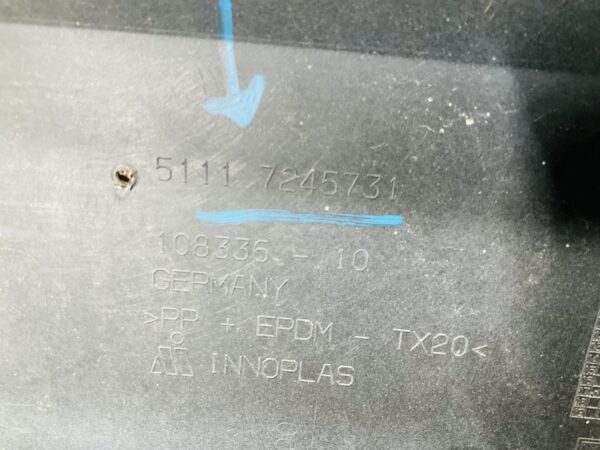 5111 7245731
108336 - 10
GERMANY
>PP + EPDM - TX20<
INNOPLAS